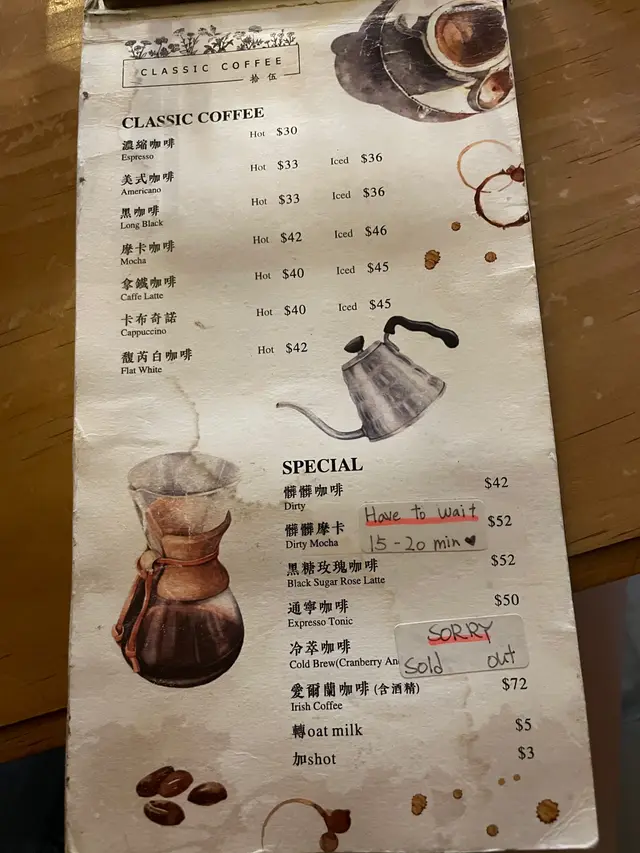 CLASSIC COFFEE
拾伍
CLASSIC COFFEE
濃縮咖啡 Hot $30
Espresso
美式咖啡 Hot $33 Iced $36
Americano
黑咖啡 Hot $33 Iced $36
Long Black
摩卡咖啡 Hot $42 Iced $46
Mocha
拿鐵咖啡 Hot $40 Iced $45
Caffe Latte
卡布奇諾 Hot $40 Iced $45
Cappuccino
馥芮白咖啡 Hot $42
Flat White
SPECIAL
髒髒咖啡 $42
Dirty
髒髒摩卡 $52
Dirty Mocha
Have to wait
15-20 min ♥
黑糖玫瑰咖啡 $52
Black Sugar Rose Latte
通寧咖啡 $50
Expresso Tonic
冷萃咖啡
Cold Brew(Cranberry An
SORRY
Sold out
愛爾蘭咖啡(含酒精) $72
Irish Coffee
轉oat milk $5
加shot $3